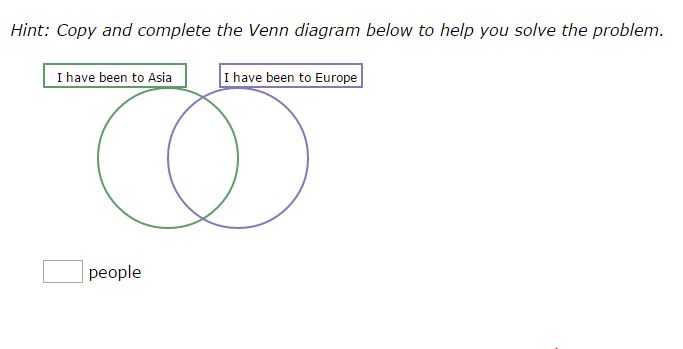 Hint: Copy and complete the Venn diagram below to help you solve the problem.
I have been to Asia
I have been to Europe
people